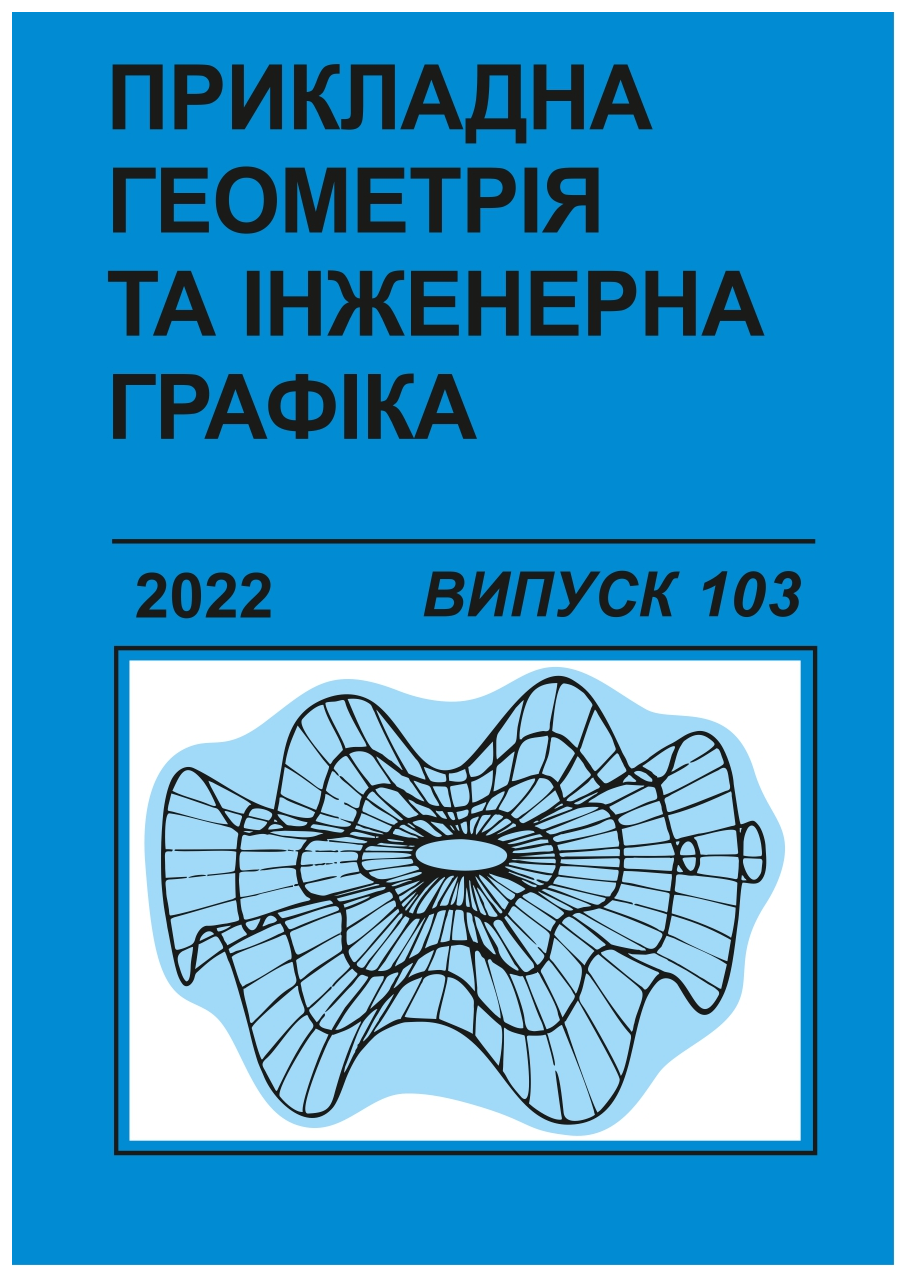 ПРИКЛАДНА
ГЕОМЕТРІЯ
ТА ІНЖЕНЕРНА
ГРАФІКА
2022 ВИПУСК 103